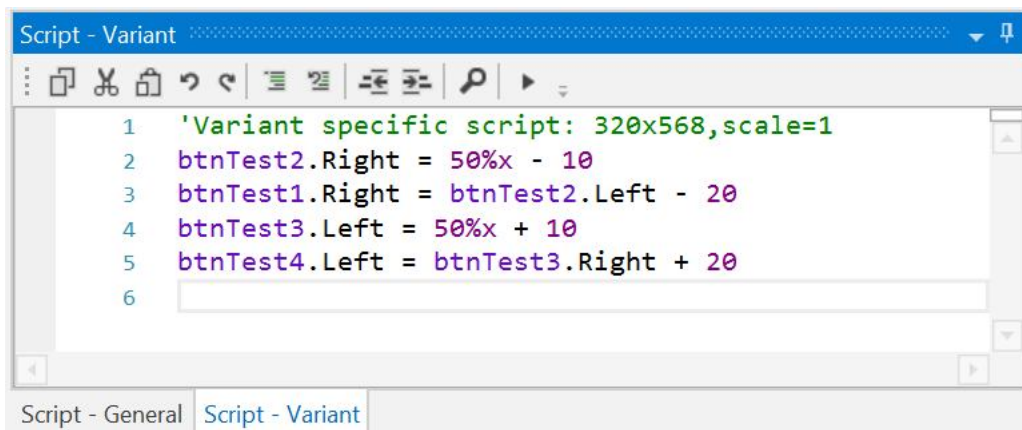 Script - Variant
1 'Variant specific script: 320x568,scale=1
2 btnTest2.Right = 50%x - 10
3 btnTest1.Right = btnTest2.Left - 20
4 btnTest3.Left = 50%x + 10
5 btnTest4.Left = btnTest3.Right + 20
6
Script - General Script - Variant